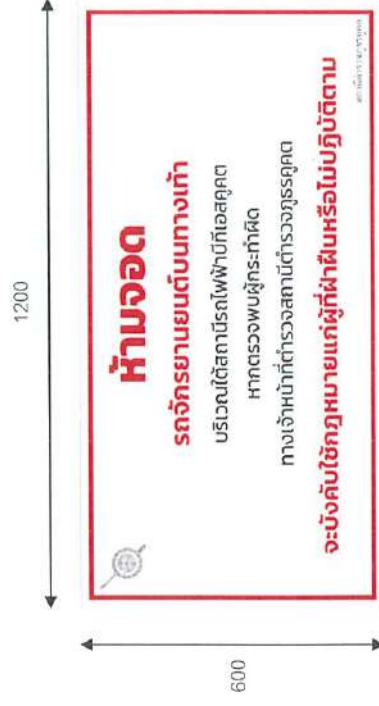 1200
600
ห้ามจอด
รถจักรยานยนต์บนทางเท้า
บริเวณใต้สถานีรถไฟฟ้าบีทีเอสคูคต
หากตรวจพบผู้กระทำผิด
ทางเจ้าหน้าที่ตำรวจสถานีตำรวจภูธรคูคต
จะบังคับใช้กฎหมายแก่ผู้ที่ฝ่าฝืนหรือไม่ปฏิบัติตาม